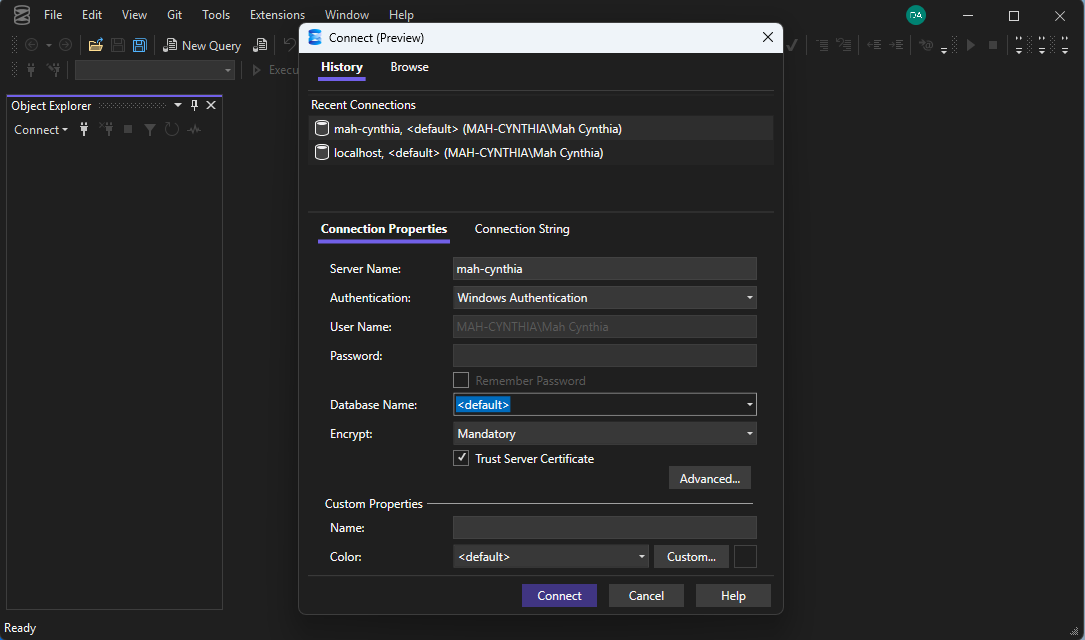 File Edit View Git Tools Extensions Window Help DA
New Query
Connect (Preview)
History Browse
Recent Connections
mah-cynthia, <default> (MAH-CYNTHIA\Mah Cynthia)
localhost, <default> (MAH-CYNTHIA\Mah Cynthia)
Object Explorer
Connect
Connection Properties Connection String
Server Name: mah-cynthia
Authentication: Windows Authentication
User Name: MAH-CYNTHIA\Mah Cynthia
Password:
Remember Password
Database Name: <default>
Encrypt: Mandatory
Trust Server Certificate
Advanced...
Custom Properties
Name:
Color: <default> Custom...
Connect Cancel Help
Ready